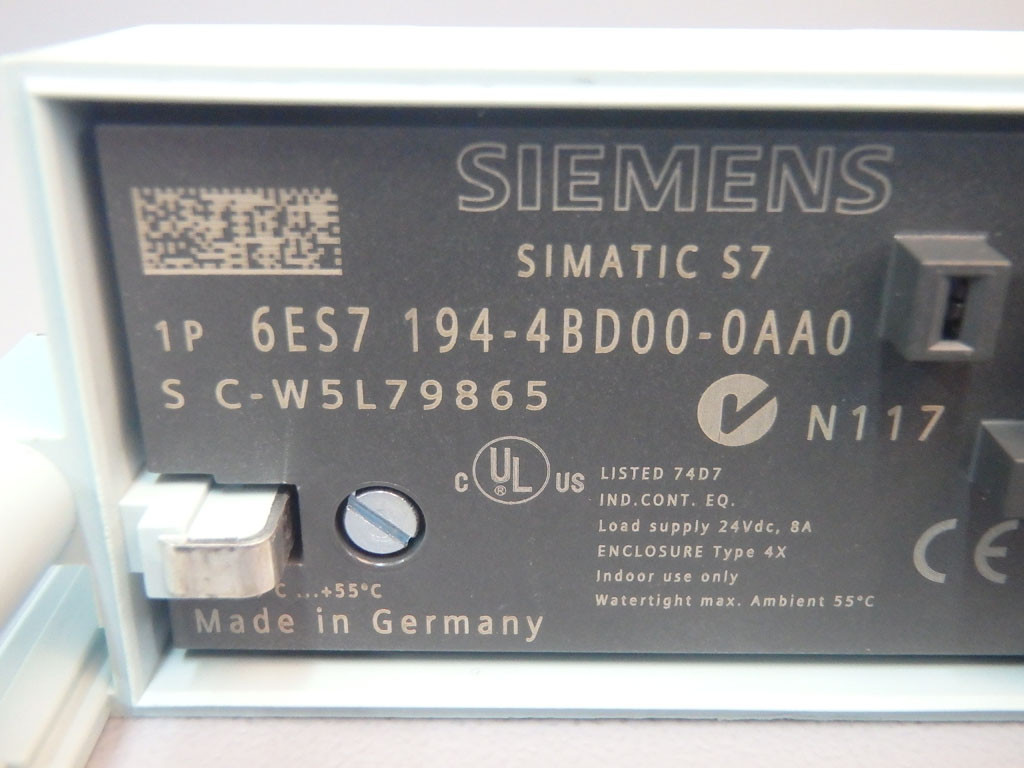 SIEMENS
SIMATIC S7
1P 6ES7 194-4BD00-0AA0
S C-W5L79865
N117
C UL® US
LISTED 74D7
IND.CONT. EQ.
Load supply 24Vdc, 8A
ENCLOSURE Type 4X
Indoor use only
Watertight max. Ambient 55°C
CE
C ...+55°C
Made in Germany